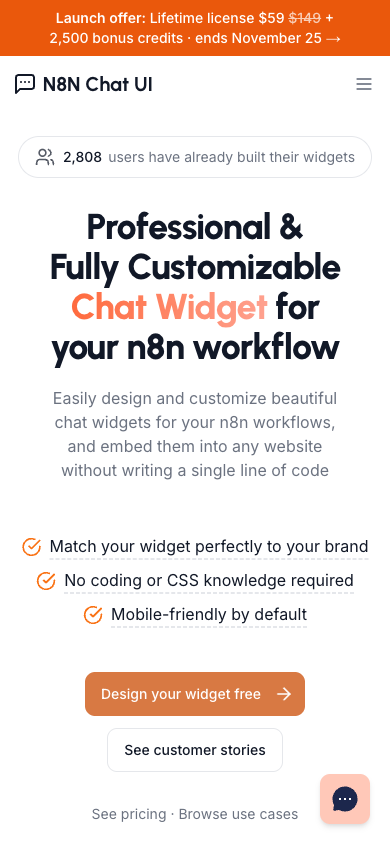 Launch offer: Lifetime license $59 $149 +
2,500 bonus credits · ends November 25 →
N8N Chat UI
2,808 users have already built their widgets
Professional &
Fully Customizable
Chat Widget for
your n8n workflow
Easily design and customize beautiful
chat widgets for your n8n workflows,
and embed them into any website
without writing a single line of code
Match your widget perfectly to your brand
No coding or CSS knowledge required
Mobile-friendly by default
Design your widget free →
See customer stories
See pricing · Browse use cases